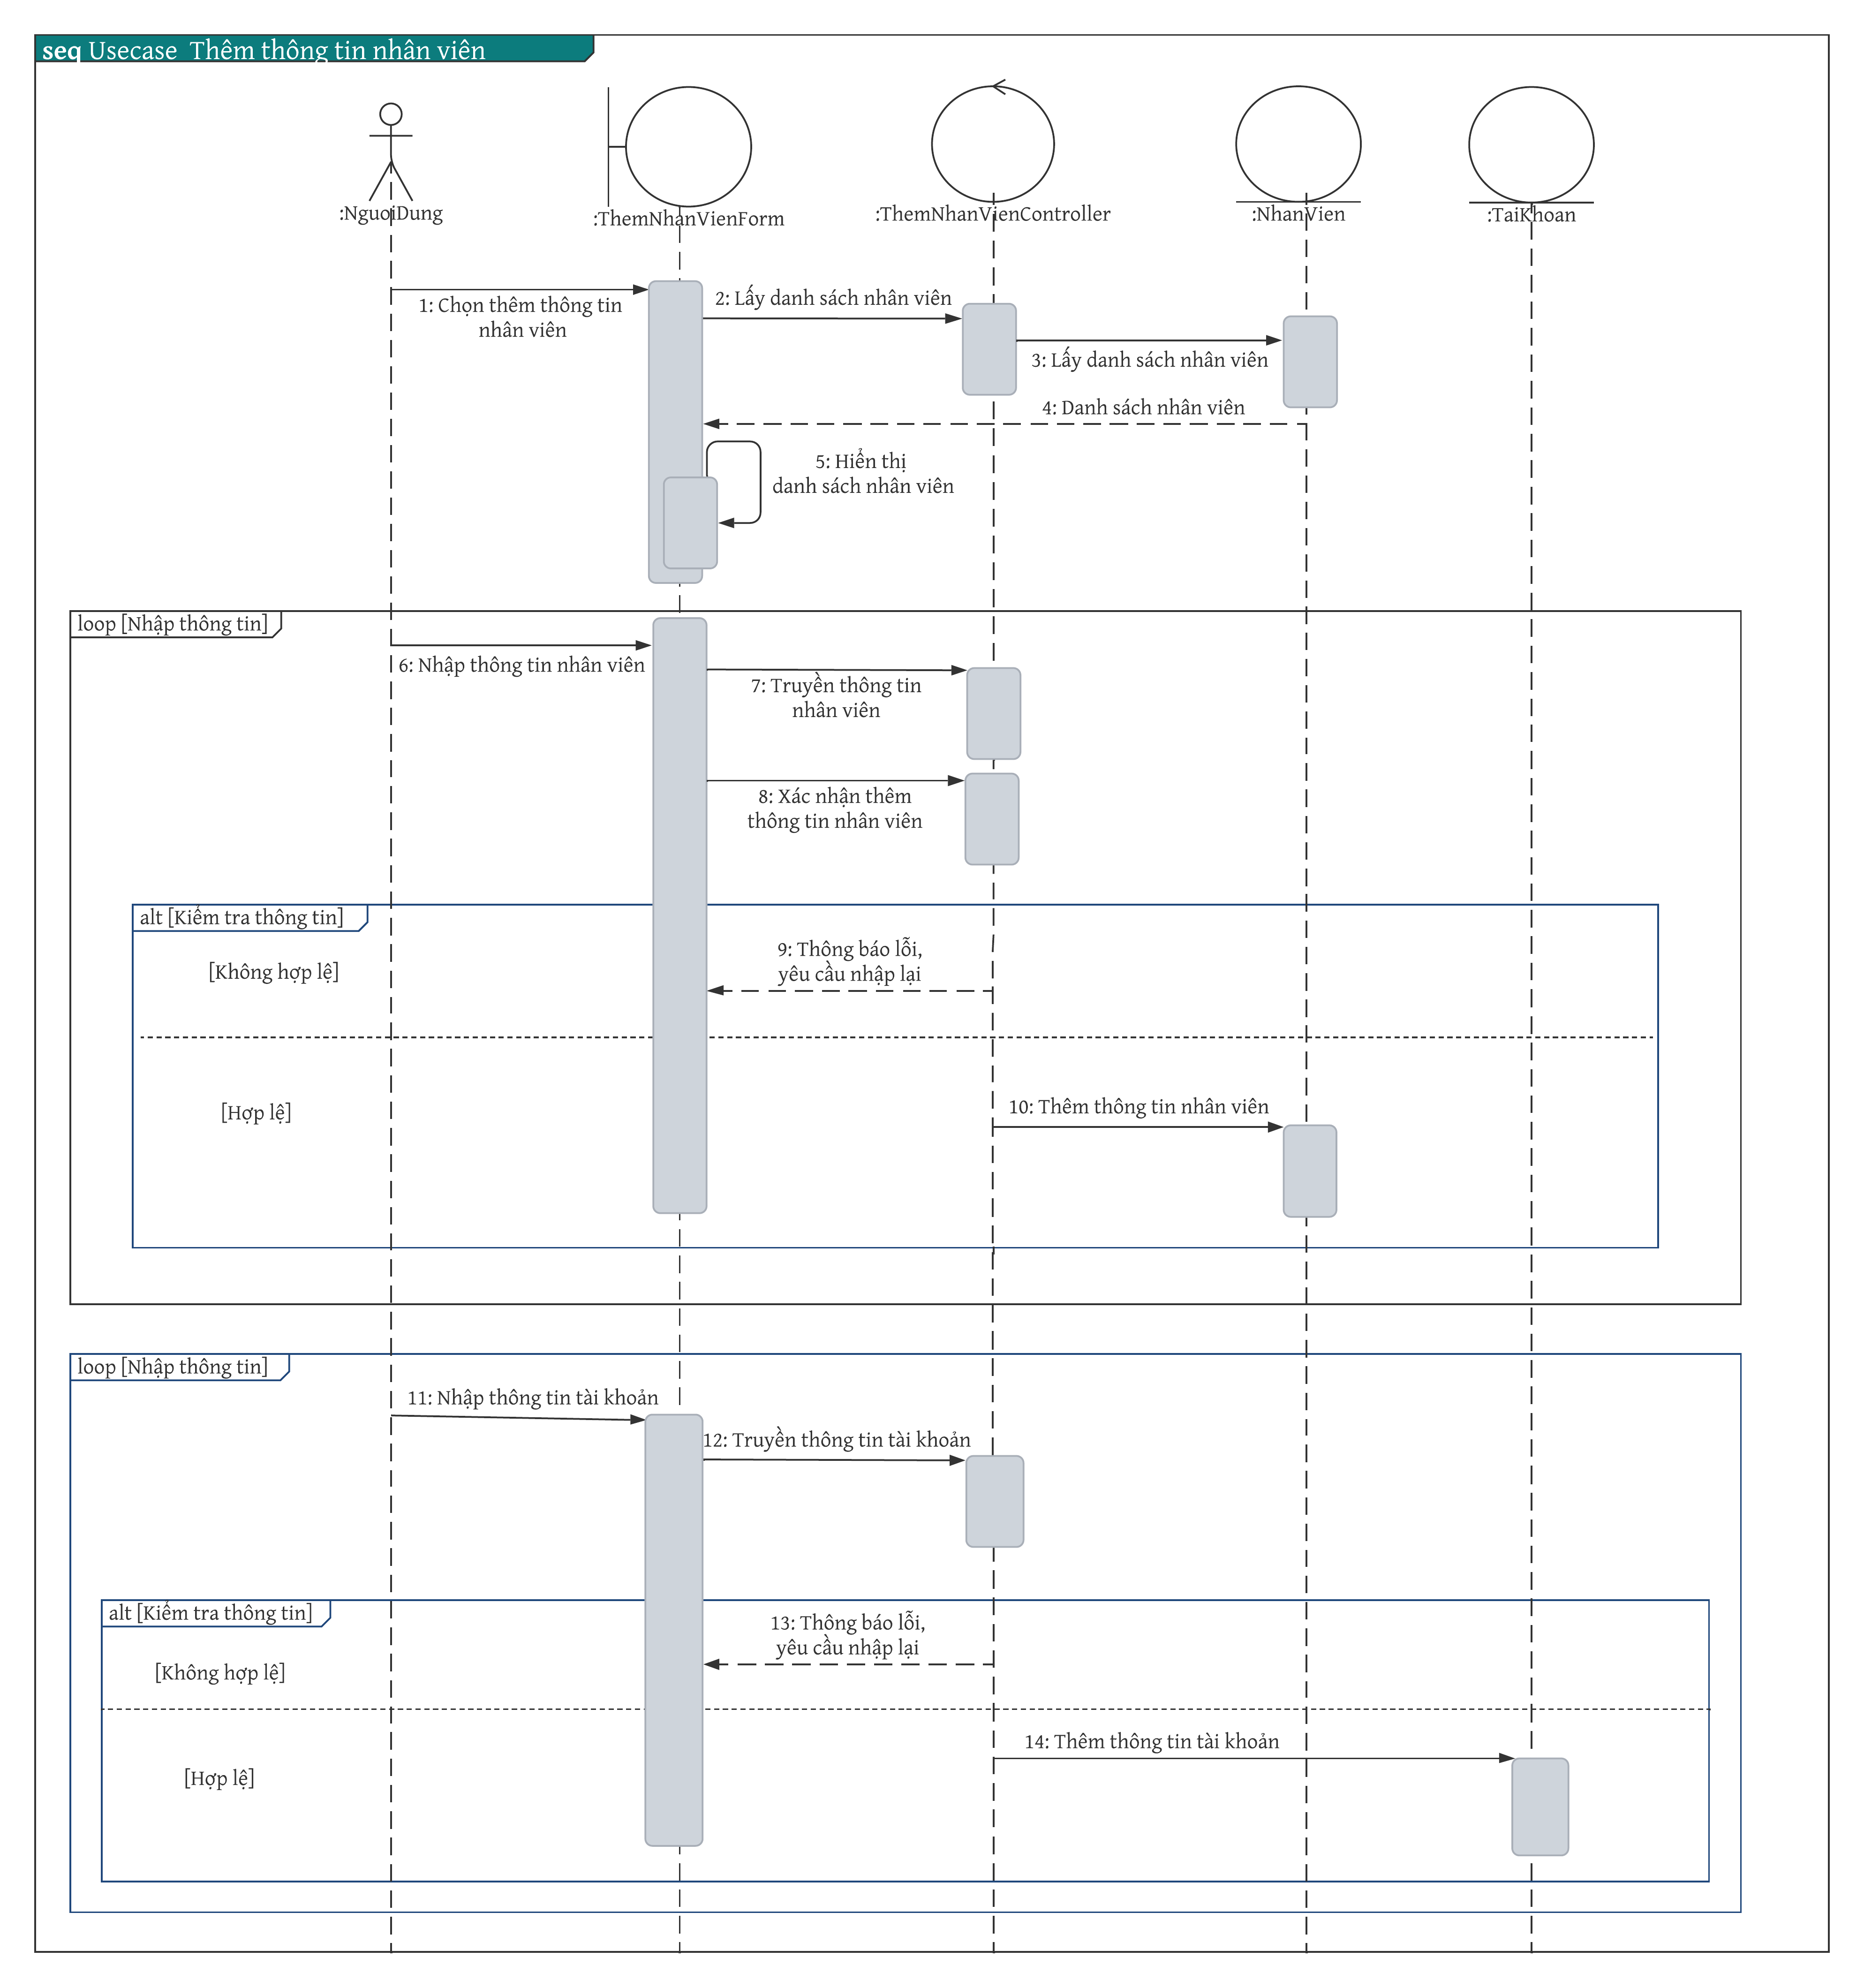 seq Usecase  Thêm thông tin nhân viên
:NguoiDung
:ThemNhanVienForm
:ThemNhanVienController
:NhanVien
:TaiKhoan
1: Chọn thêm thông tin
nhân viên
2: Lấy danh sách nhân viên
3: Lấy danh sách nhân viên
4: Danh sách nhân viên
5: Hiển thị
danh sách nhân viên
loop [Nhập thông tin]
6: Nhập thông tin nhân viên
7: Truyền thông tin
nhân viên
8: Xác nhận thêm
thông tin nhân viên
alt [Kiểm tra thông tin]
[Không hợp lệ]
9: Thông báo lỗi,
yêu cầu nhập lại
[Hợp lệ]
10: Thêm thông tin nhân viên
loop [Nhập thông tin]
11: Nhập thông tin tài khoản
12: Truyền thông tin tài khoản
alt [Kiểm tra thông tin]
[Không hợp lệ]
13: Thông báo lỗi,
yêu cầu nhập lại
[Hợp lệ]
14: Thêm thông tin tài khoản